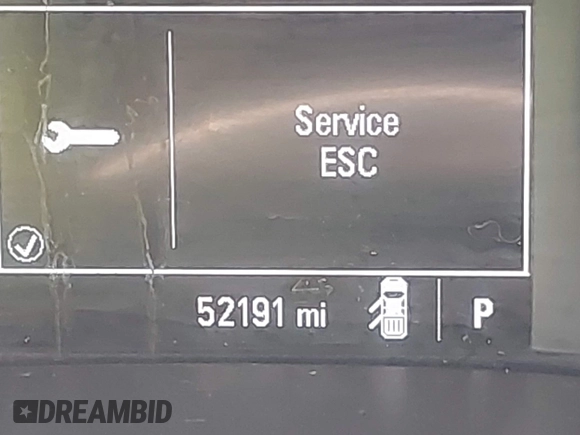 Service
ESC
52191 mi
P
DREAMBID